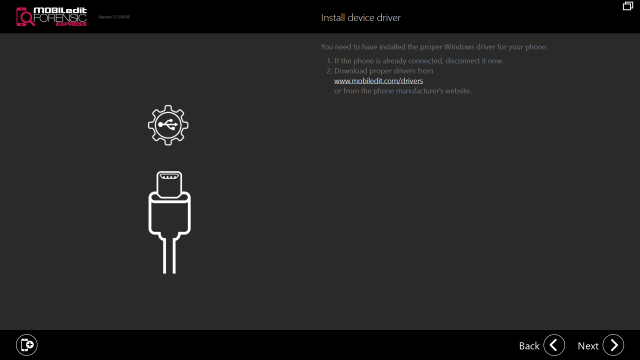 MOBILedit
FORENSIC
EXPRESS
Install device driver
You need to have installed the proper Windows driver for your phone.
1. If the phone is already connected, disconnect it now.
2. Download proper drivers from
www.mobiledit.com/drivers
or from the phone manufacturer's website.
Back
Next